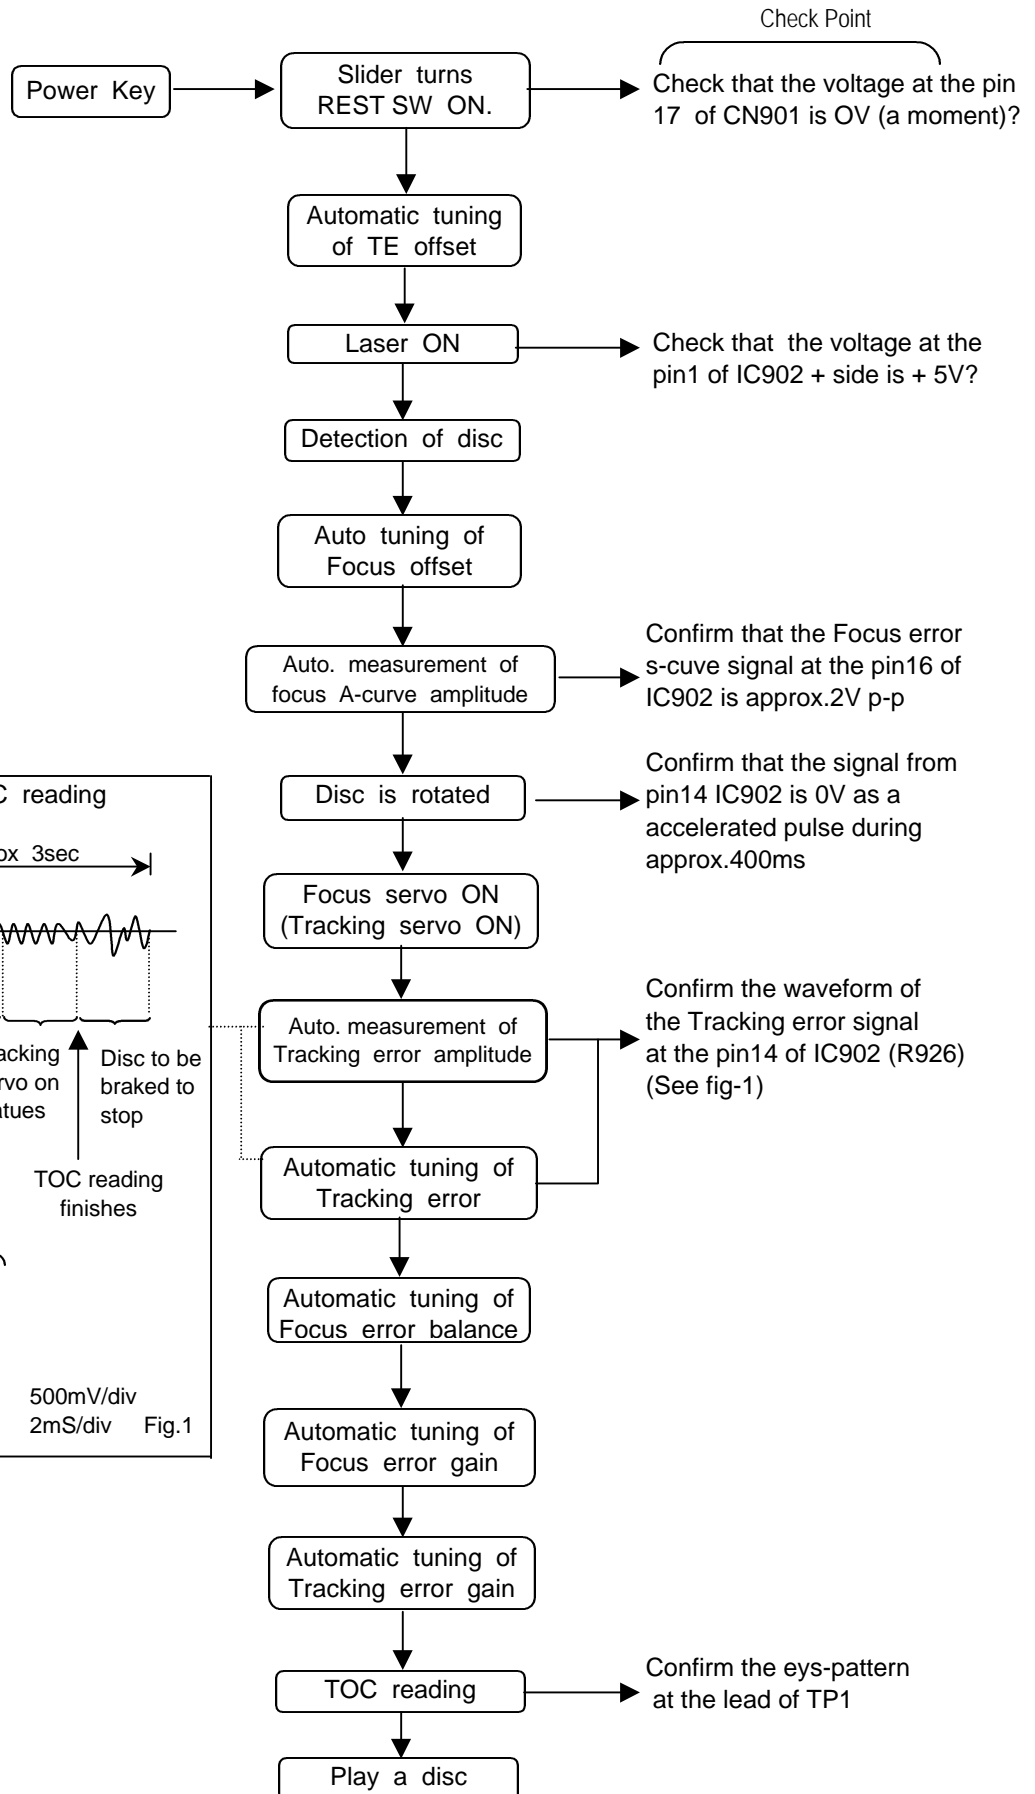 Check Point
Power Key
Slider turns
REST SW ON.
Check that the voltage at the pin
17 of CN901 is OV (a moment)?
Automatic tuning
of TE offset
Laser ON
Check that the voltage at the
pin1 of IC902 + side is + 5V?
Detection of disc
Auto tuning of
Focus offset
Auto. measurement of
focus A-curve amplitude
Confirm that the Focus error
s-cuve signal at the pin16 of
IC902 is approx.2V p-p
Disc is rotated
Confirm that the signal from
pin14 IC902 is 0V as a
accelerated pulse during
approx.400ms
Focus servo ON
(Tracking servo ON)
Auto. measurement of
Tracking error amplitude
Confirm the waveform of
the Tracking error signal
at the pin14 of IC902 (R926)
(See fig-1)
Automatic tuning of
Tracking error
Automatic tuning of
Focus error balance
Automatic tuning of
Focus error gain
Automatic tuning of
Tracking error gain
TOC reading
Confirm the eys-pattern
at the lead of TP1
Play a disc
reading
3sec
servo on
Disc to be
braked to
stop
TOC reading
finishes
500mV/div
2mS/div Fig.1